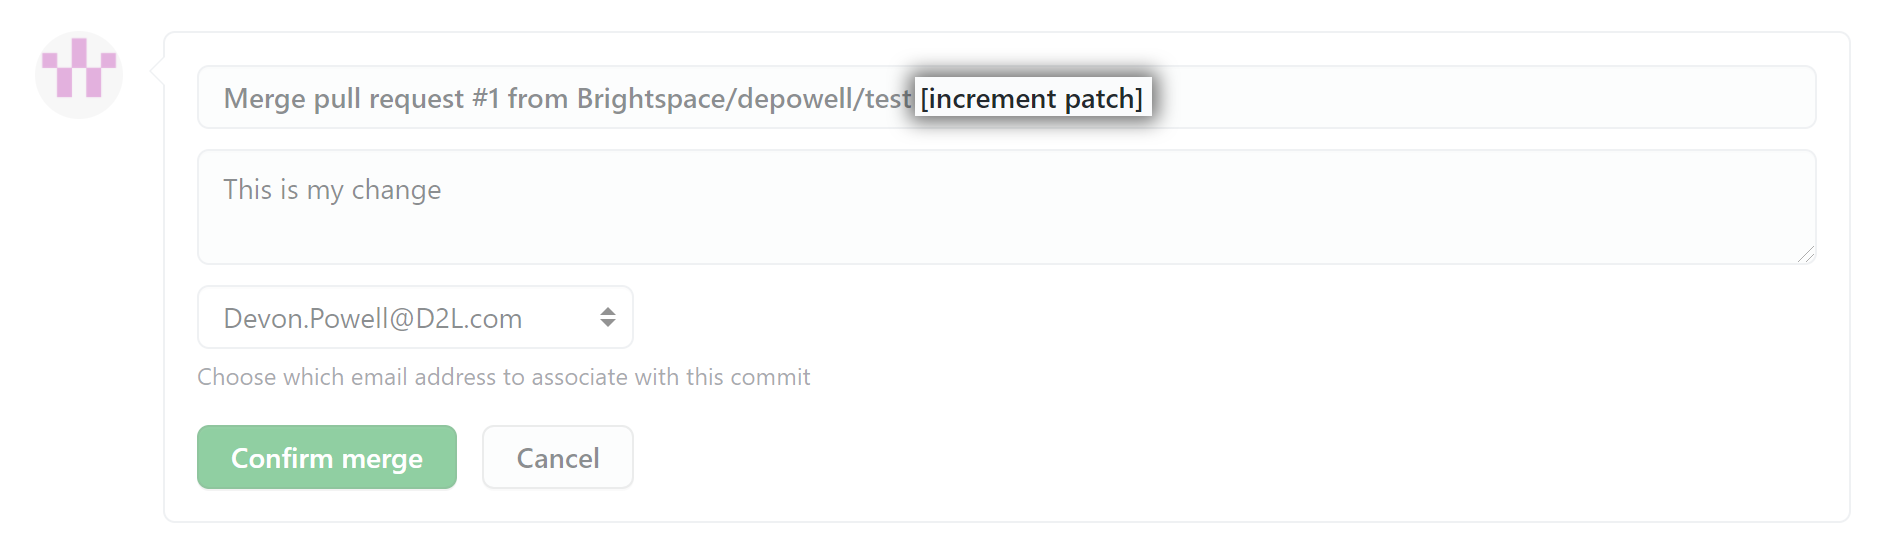 Merge pull request #1 from Brightspace/depowell/test [increment patch]
This is my change
Devon.Powell@D2L.com
Choose which email address to associate with this commit
Confirm merge Cancel